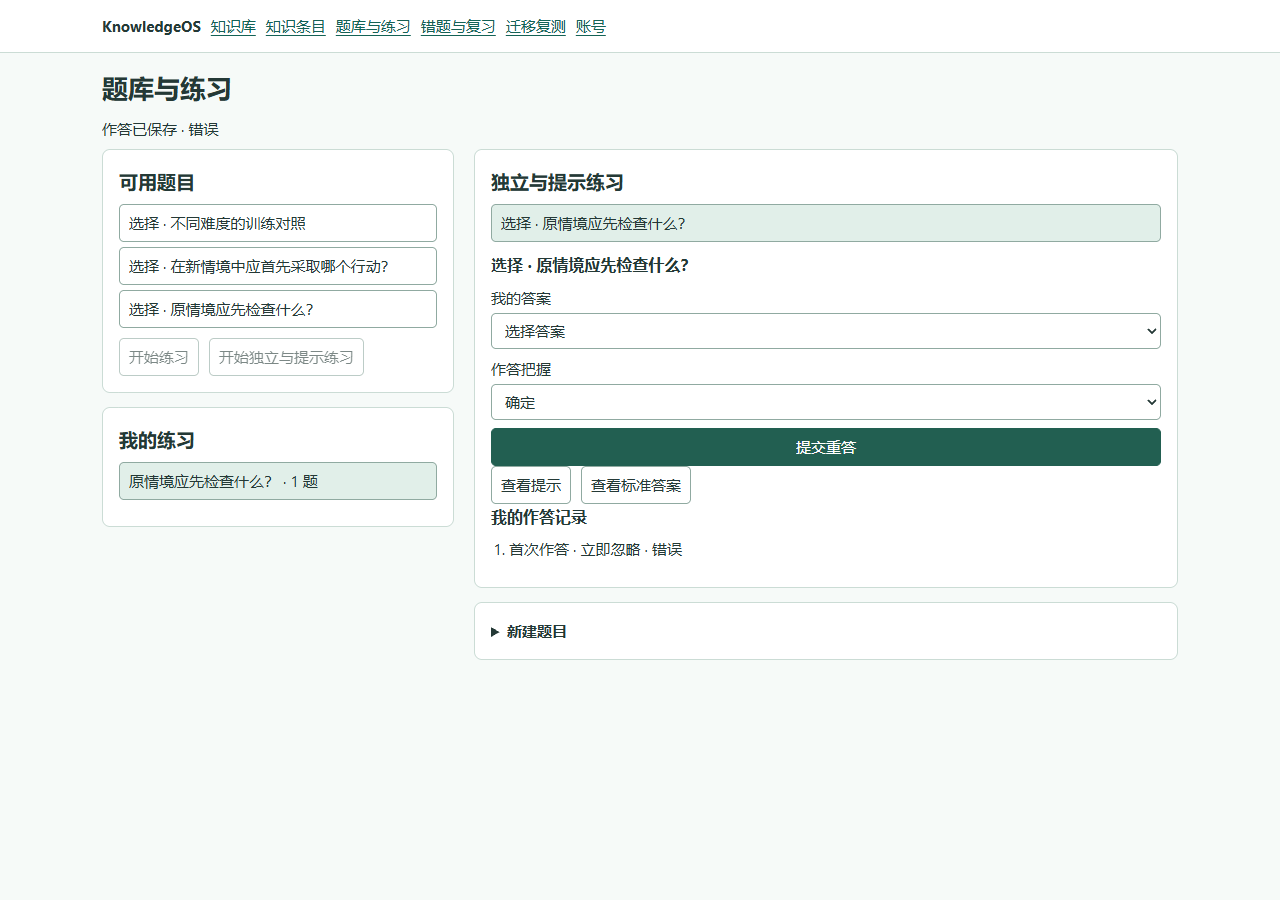 KnowledgeOS 知识库 知识条目 题库与练习 错题与复习 迁移复测 账号
题库与练习
作答已保存 · 错误
可用题目
选择 · 不同难度的训练对照
选择 · 在新情境中应首先采取哪个行动？
选择 · 原情境应先检查什么？
开始练习 开始独立与提示练习
我的练习
原情境应先检查什么？ · 1 题
独立与提示练习
选择 · 原情境应先检查什么？
选择 · 原情境应先检查什么？
我的答案
选择答案
作答把握
确定
提交重答
查看提示 查看标准答案
我的作答记录
1. 首次作答 · 立即忽略 · 错误
新建题目